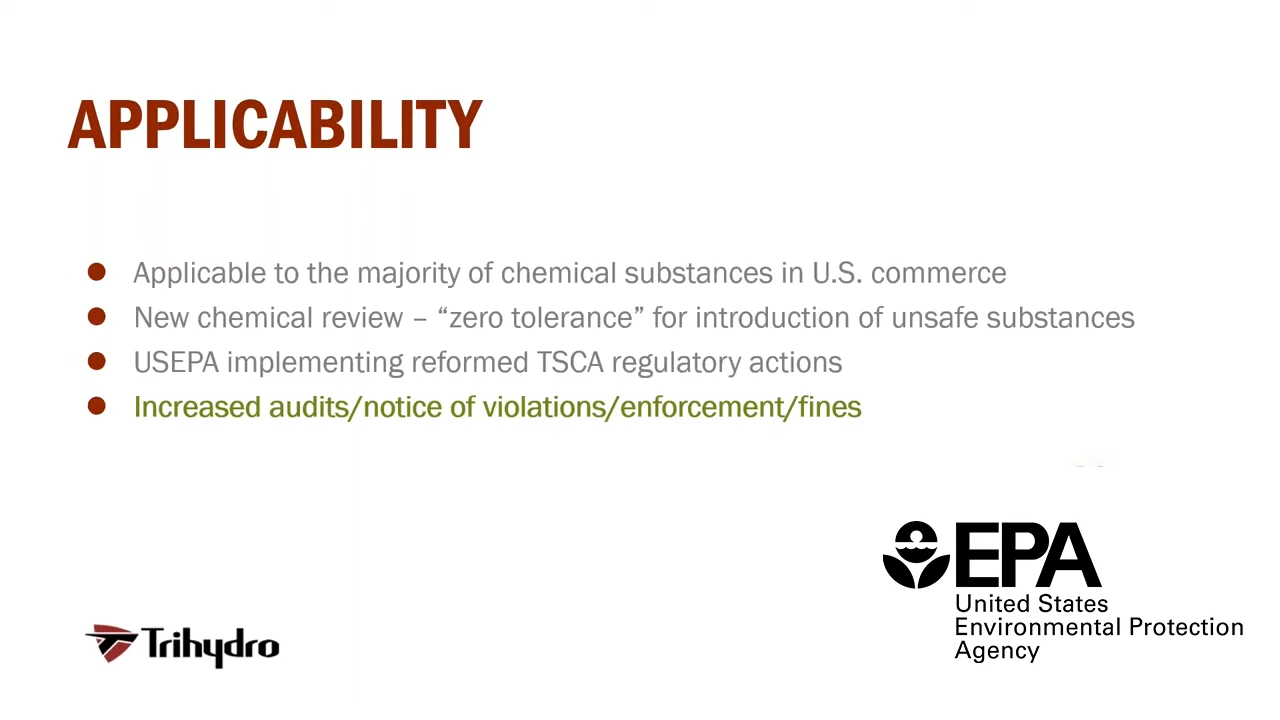 APPLICABILITY
Applicable to the majority of chemical substances in U.S. commerce
New chemical review – “zero tolerance” for introduction of unsafe substances
USEPA implementing reformed TSCA regulatory actions
Increased audits/notice of violations/enforcement/fines
EPA
United States
Environmental Protection
Agency
Trihydro